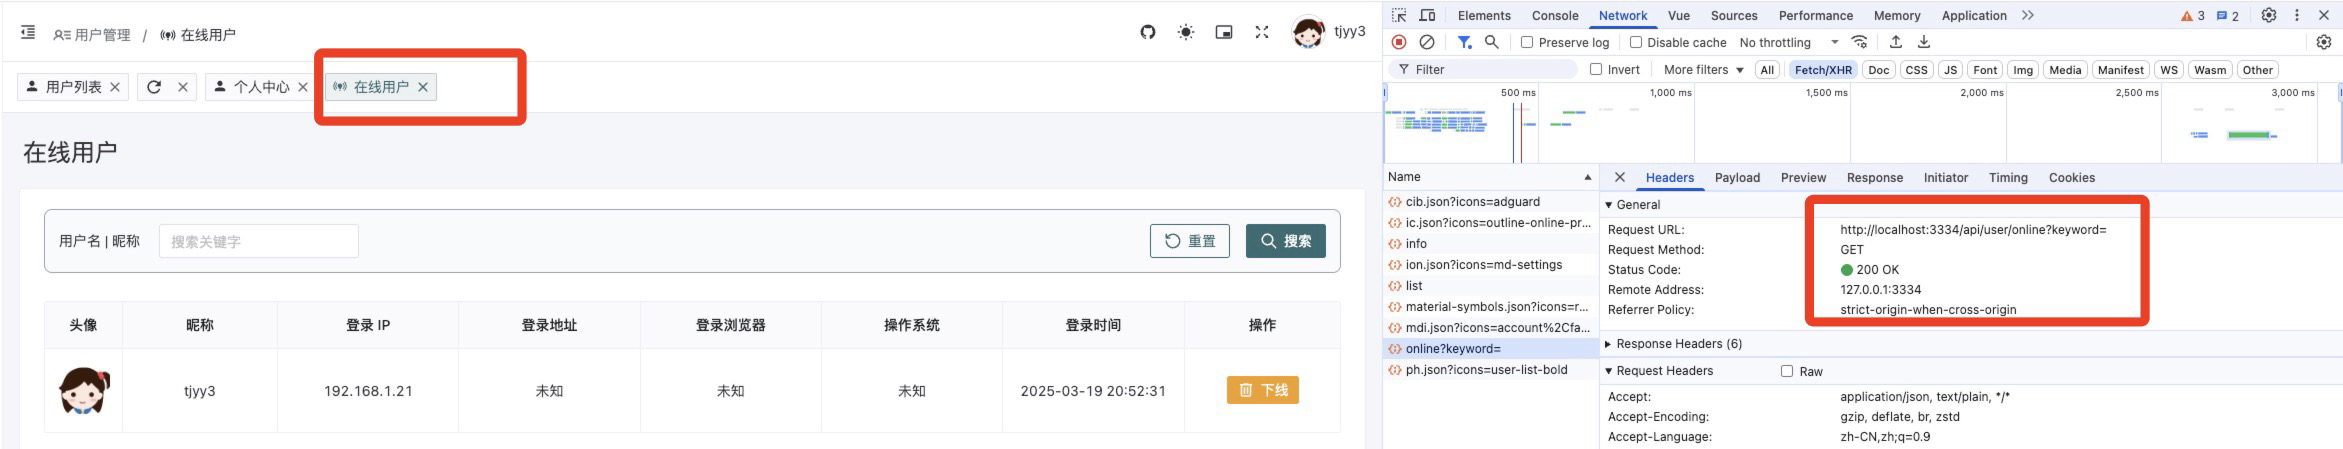 用户管理 / 在线用户
tjyy3
用户列表
个人中心
在线用户
在线用户
用户名 | 昵称
搜索关键字
重置
搜索
头像 昵称 登录 IP 登录地址 登录浏览器 操作系统 登录时间 操作
tjyy3 192.168.1.21 未知 未知 未知 2025-03-19 20:52:31 下线
Elements Console Network Vue Sources Performance Memory Application 3 2
Preserve log Disable cache No throttling
Filter Invert More filters All Fetch/XHR Doc CSS JS Font Img Media Manifest WS Wasm Other
500 ms 1,000 ms 1,500 ms 2,000 ms 2,500 ms 3,000 ms
Name
cib.json?icons=adguard
ic.json?icons=outline-online-pr...
info
ion.json?icons=md-settings
list
material-symbols.json?icons=r...
mdi.json?icons=account%2Cfa...
online?keyword=
ph.json?icons=user-list-bold
Headers Payload Preview Response Initiator Timing Cookies
General
Request URL: http://localhost:3334/api/user/online?keyword=
Request Method: GET
Status Code: 200 OK
Remote Address: 127.0.0.1:3334
Referrer Policy: strict-origin-when-cross-origin
Response Headers (6)
Request Headers Raw
Accept: application/json, text/plain, */*
Accept-Encoding: gzip, deflate, br, zstd
Accept-Language: zh-CN,zh;q=0.9